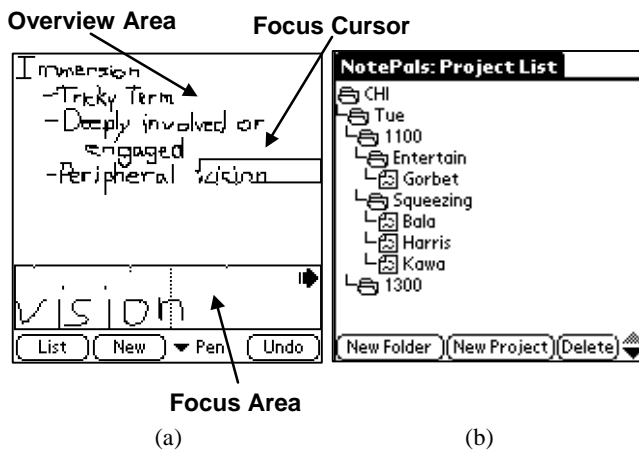 Overview Area
Focus Cursor
Immersion
-Tricky Term
-Deeply involved or
engaged
-Peripheral vision
vision
List New Pen Undo
Focus Area
(a)
NotePals: Project List
CHI
Tue
1100
Entertain
Gorbet
Squeezing
Bala
Harris
Kawa
1300
New Folder New Project Delete
(b)